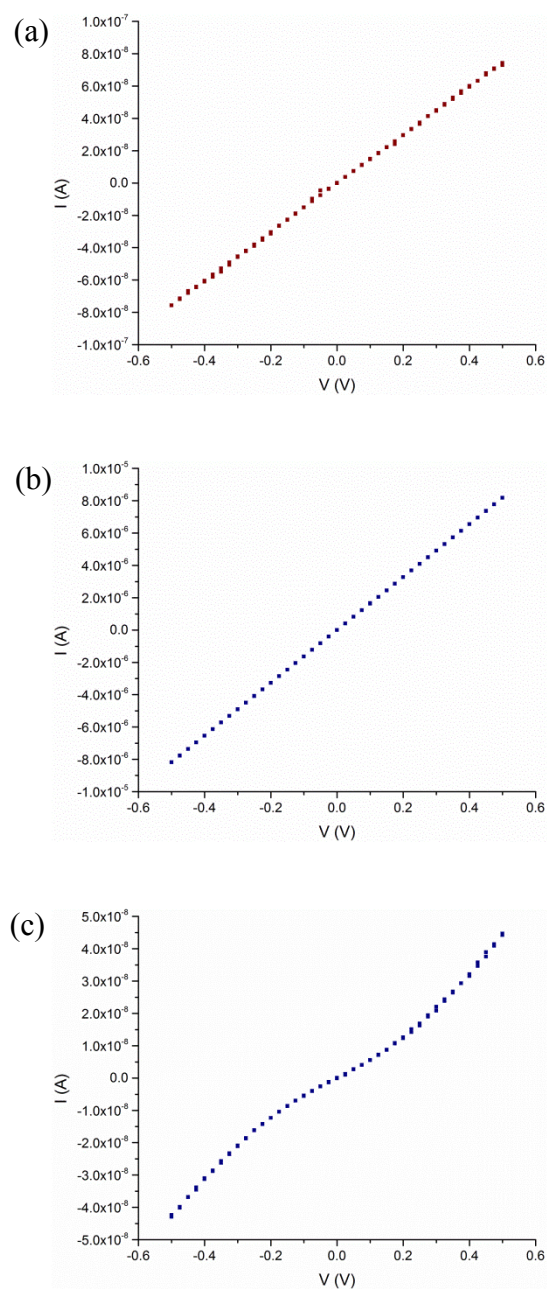 (a)
1.0x10⁻⁷
8.0x10⁻⁸
6.0x10⁻⁸
4.0x10⁻⁸
2.0x10⁻⁸
0.0
-2.0x10⁻⁸
-4.0x10⁻⁸
-6.0x10⁻⁸
-8.0x10⁻⁸
-1.0x10⁻⁷
I (A)
-0.6 -0.4 -0.2 0.0 0.2 0.4 0.6
V (V)
(b)
1.0x10⁻⁵
8.0x10⁻⁶
6.0x10⁻⁶
4.0x10⁻⁶
2.0x10⁻⁶
0.0
-2.0x10⁻⁶
-4.0x10⁻⁶
-6.0x10⁻⁶
-8.0x10⁻⁶
-1.0x10⁻⁵
I (A)
-0.6 -0.4 -0.2 0.0 0.2 0.4 0.6
V (V)
(c)
5.0x10⁻⁸
4.0x10⁻⁸
3.0x10⁻⁸
2.0x10⁻⁸
1.0x10⁻⁸
0.0
-1.0x10⁻⁸
-2.0x10⁻⁸
-3.0x10⁻⁸
-4.0x10⁻⁸
-5.0x10⁻⁸
I (A)
-0.6 -0.4 -0.2 0.0 0.2 0.4 0.6
V (V)